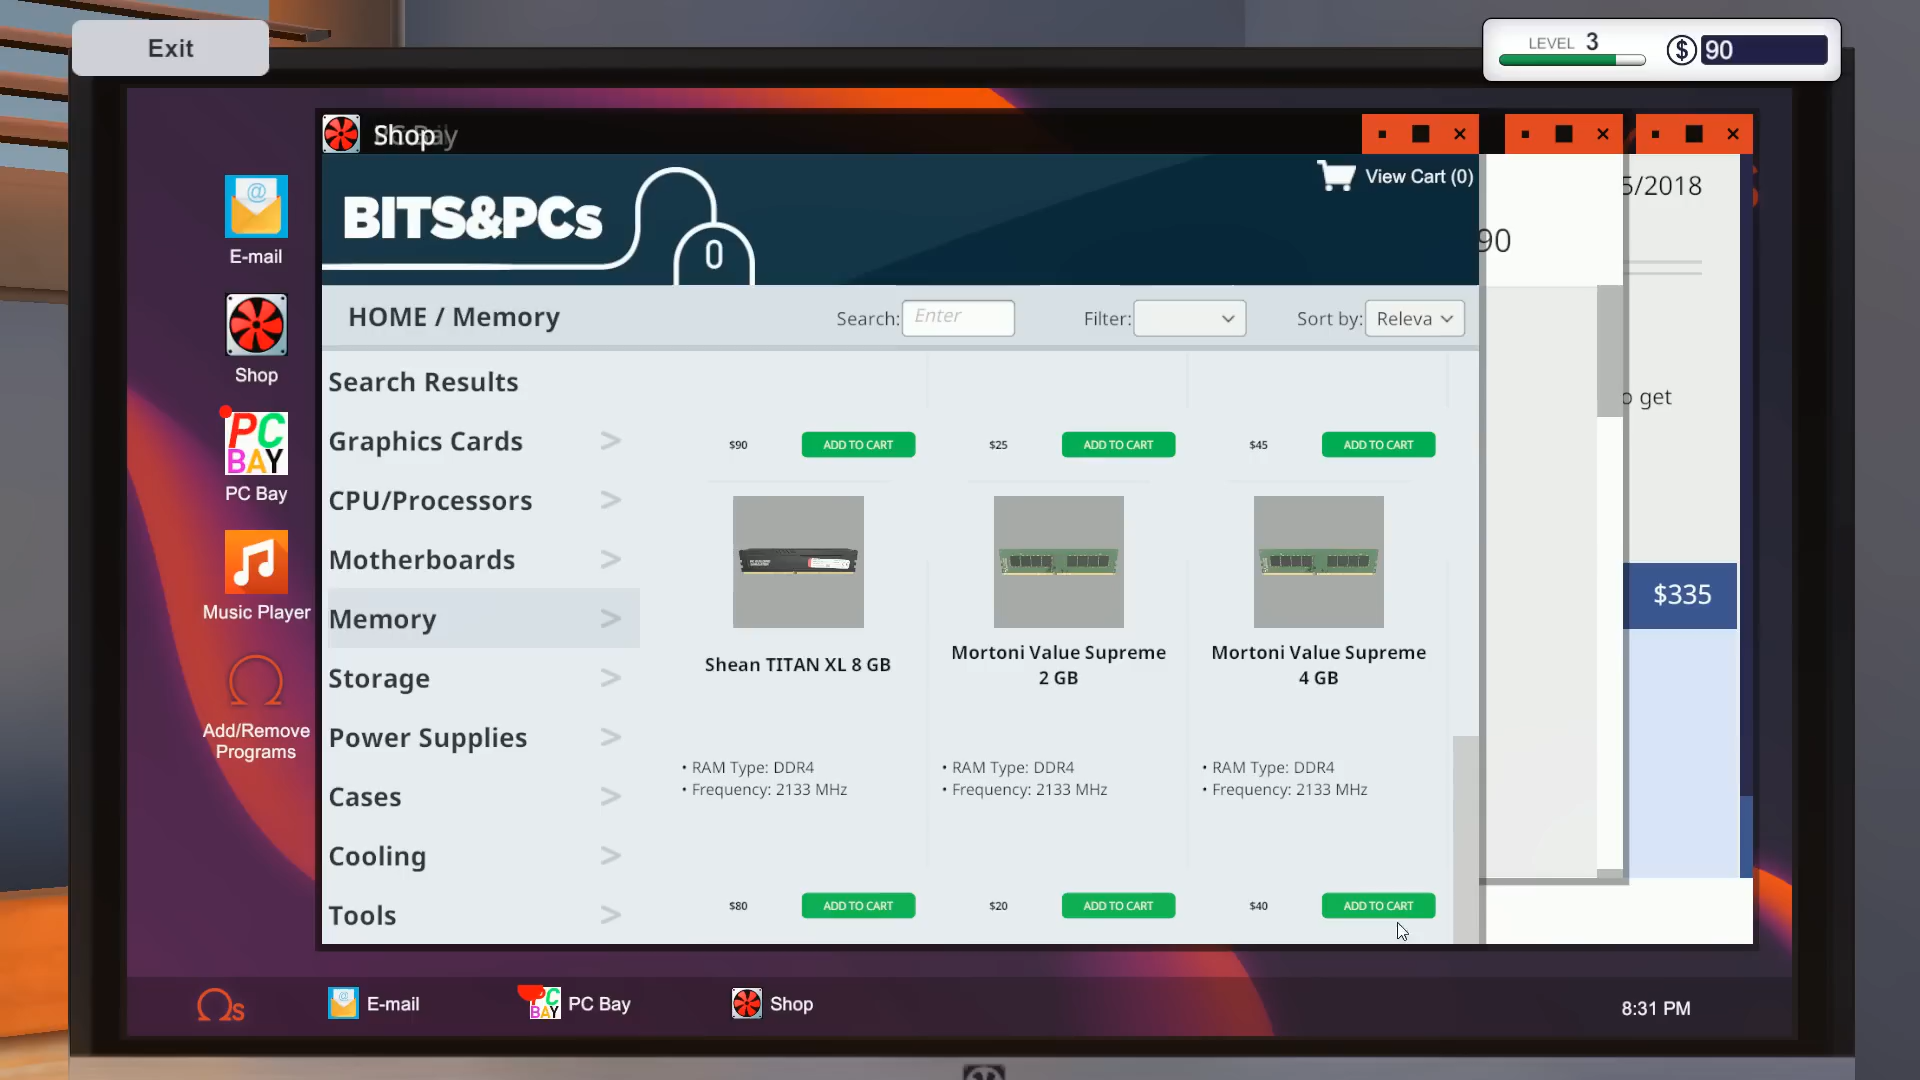 Exit
LEVEL 3
$ 90
Shop
View Cart (0)
BITS&PCs
5/2018
90
HOME / Memory
Search: Enter
Filter:
Sort by: Releva
Search Results
Graphics Cards >
CPU/Processors >
Motherboards >
Memory >
Storage >
Power Supplies >
Cases >
Cooling >
Tools >
$90 ADD TO CART
$25 ADD TO CART
$45 ADD TO CART
Shean TITAN XL 8 GB
• RAM Type: DDR4
• Frequency: 2133 MHz
$80 ADD TO CART
Mortoni Value Supreme
2 GB
• RAM Type: DDR4
• Frequency: 2133 MHz
$20 ADD TO CART
Mortoni Value Supreme
4 GB
• RAM Type: DDR4
• Frequency: 2133 MHz
$40 ADD TO CART
o get
$335
E-mail
Shop
PC
BAY
PC Bay
Music Player
Add/Remove
Programs
Ωs
E-mail
PC Bay
Shop
8:31 PM